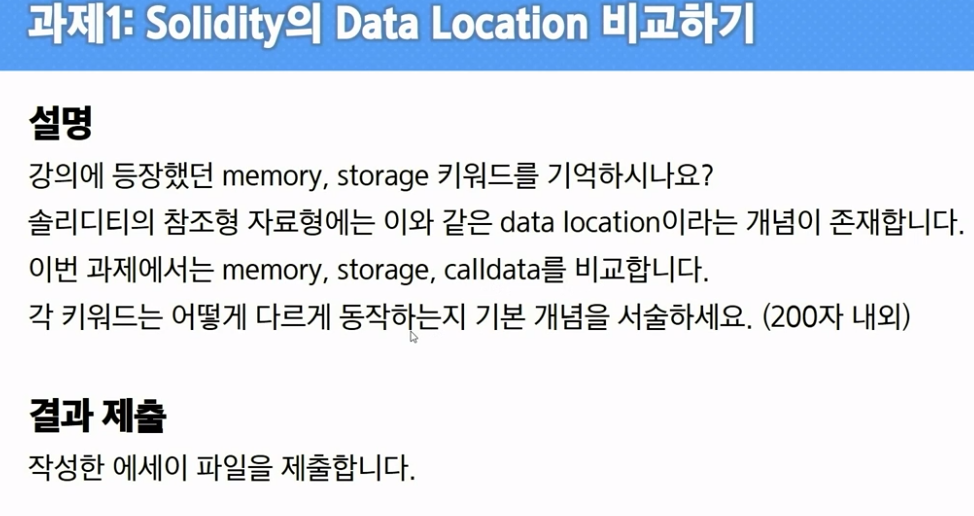 과제1: Solidity의 Data Location 비교하기
설명
강의에 등장했던 memory, storage 키워드를 기억하시나요?
솔리디티의 참조형 자료형에는 이와 같은 data location이라는 개념이 존재합니다.
이번 과제에서는 memory, storage, calldata를 비교합니다.
각 키워드는 어떻게 다르게 동작하는지 기본 개념을 서술하세요. (200자 내외)
결과 제출
작성한 에세이 파일을 제출합니다.